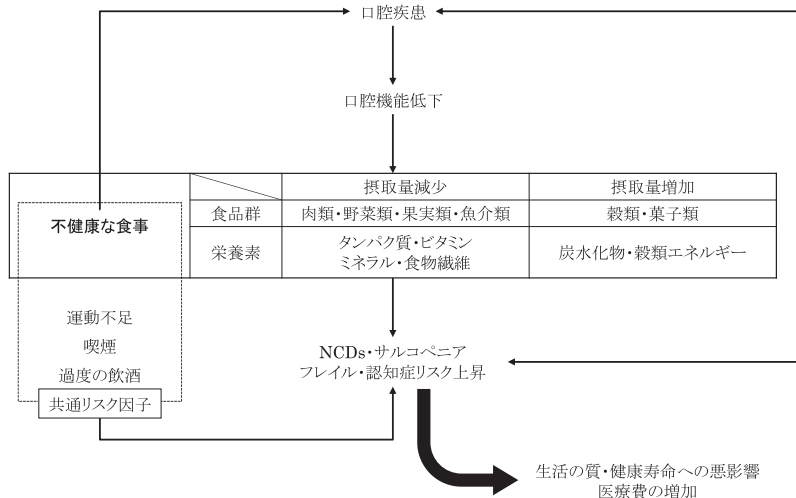 口腔疾患
口腔機能低下
摂取量減少
摂取量増加
不健康な食事
食品群
肉類・野菜類・果実類・魚介類
穀類・菓子類
栄養素
タンパク質・ビタミン
ミネラル・食物繊維
炭水化物・穀類エネルギー
運動不足
喫煙
過度の飲酒
共通リスク因子
NCDs・サルコペニア
フレイル・認知症リスク上昇
生活の質・健康寿命への悪影響
医療費の増加